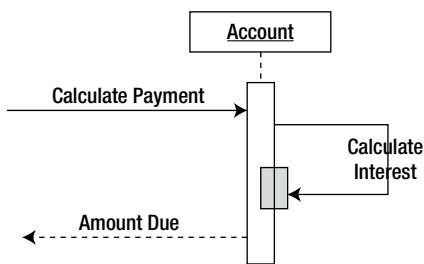 Account
Calculate Payment
Calculate
Interest
Amount Due